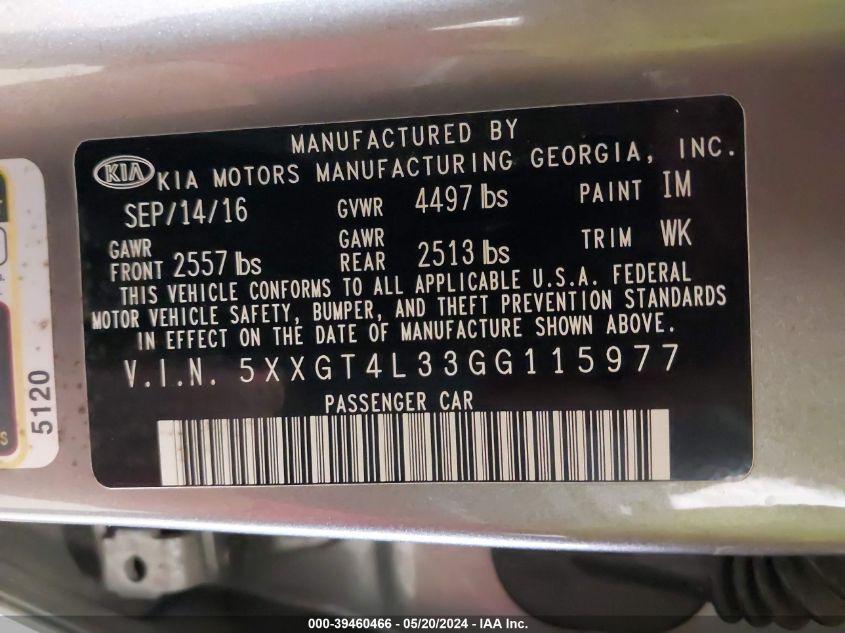 MANUFACTURED BY
KIA KIA MOTORS MANUFACTURING GEORGIA, INC.
SEP/14/16 GVWR 4497 lbs PAINT IM
GAWR FRONT 2557 lbs GAWR REAR 2513 lbs TRIM WK
THIS VEHICLE CONFORMS TO ALL APPLICABLE U.S.A. FEDERAL
MOTOR VEHICLE SAFETY, BUMPER, AND THEFT PREVENTION STANDARDS
IN EFFECT ON THE DATE OF MANUFACTURE SHOWN ABOVE.
V.I.N. 5XXGT4L33GG115977
PASSENGER CAR
5120
000-39460466 - 05/20/2024 - IAA Inc.